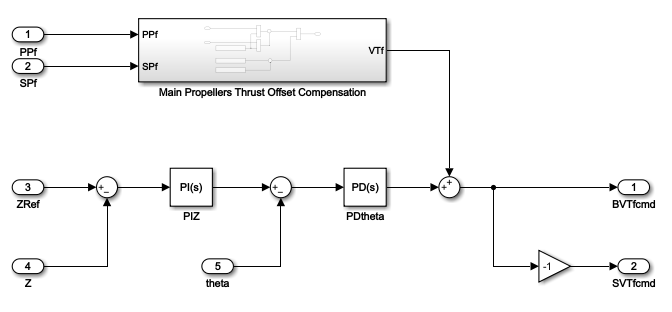 1
PPf
2
SPf
PPf
SPf
VTf
Main Propellers Thrust Offset Compensation
3
ZRef
+
−
PI(s)
PIZ
+
−
PD(s)
PDtheta
+
+
1
BVTfcmd
4
Z
5
theta
-1
2
SVTfcmd